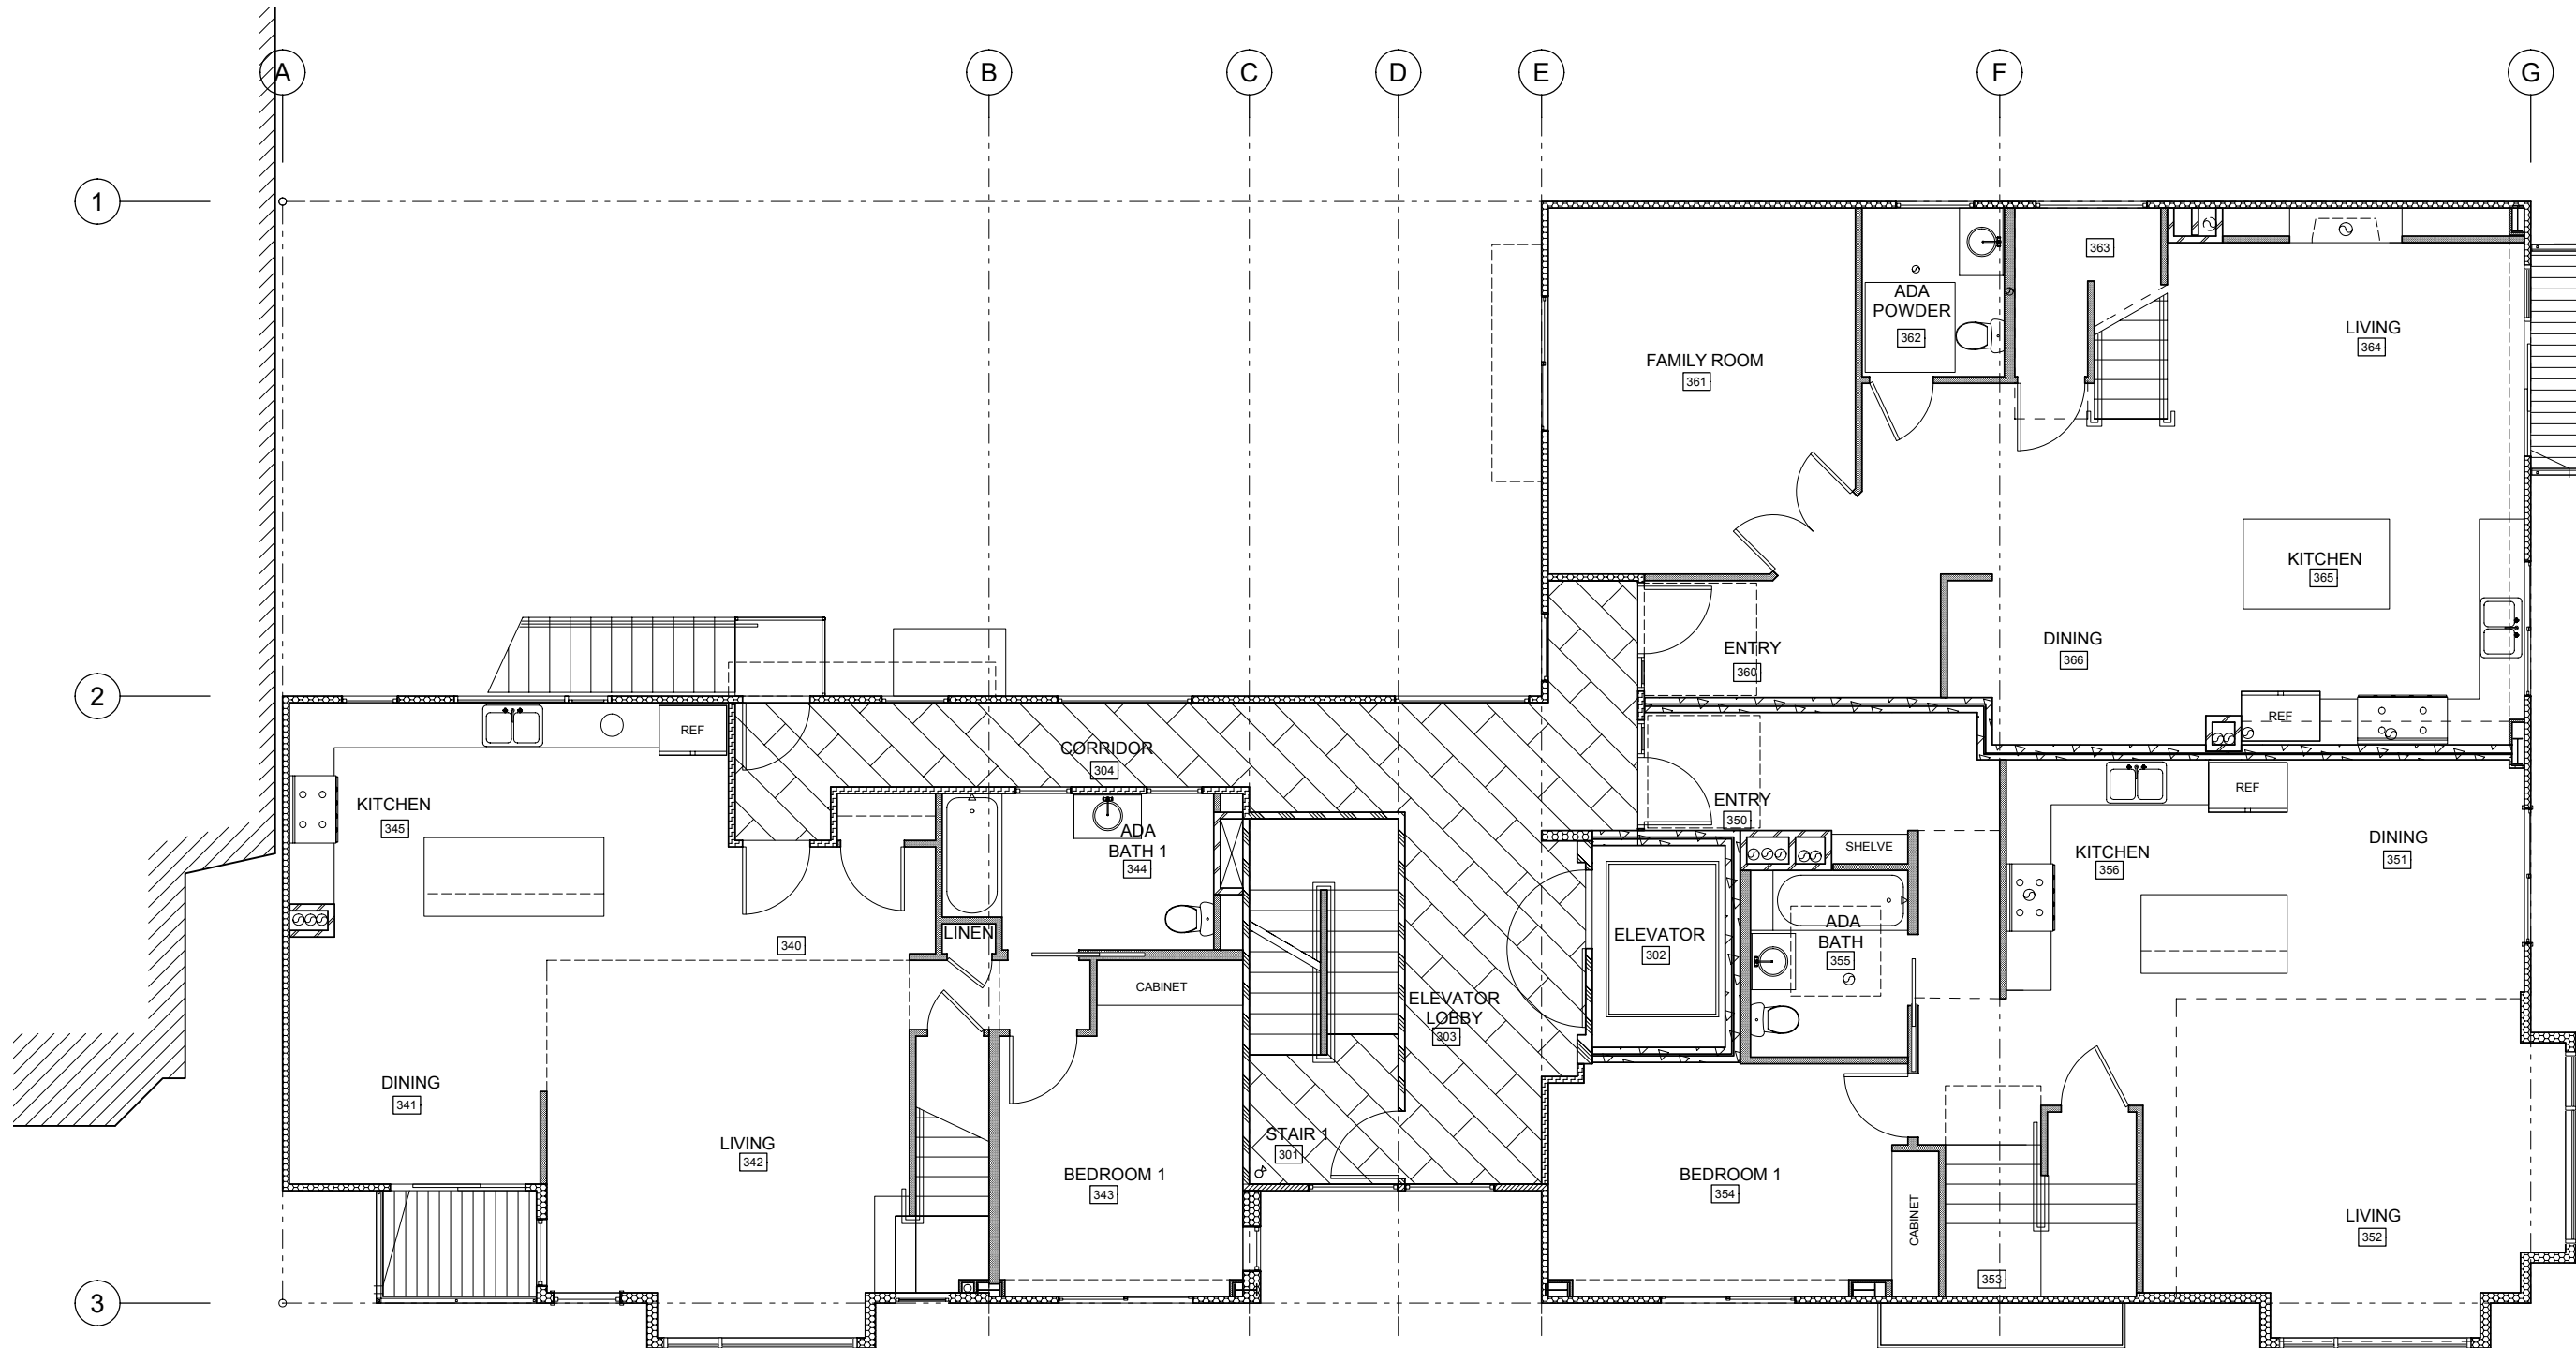 A
B
C
D
E
F
G
1
363
ADA
POWDER
362
LIVING
364
FAMILY ROOM
361
KITCHEN
365
DINING
366
ENTRY
360
2
REF
REF
CORRIDOR
304
KITCHEN
345
ENTRY
350
REF
ADA
BATH 1
344
SHELVE
KITCHEN
356
DINING
351
LINEN
340
ELEVATOR
302
ADA
BATH
355
CABINET
ELEVATOR
LOBBY
303
DINING
341
LIVING
342
STAIR 1
301
BEDROOM 1
343
BEDROOM 1
354
CABINET
LIVING
352
353
3